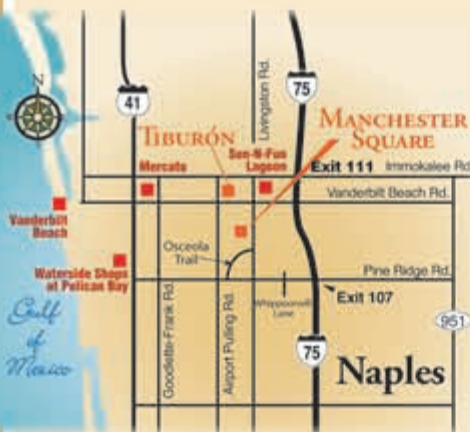 N
41
75
Livingston Rd.
TIBURÓN
MANCHESTER
SQUARE
Mercato
Sun-N-Fun
Lagoon
Exit 111
Immokalee Rd
Vanderbilt Beach Rd.
Vanderbilt
Beach
Osceola
Trail
Waterside Shops
at Pelican Bay
Pine Ridge Rd.
Whippoorwill
Lane
Exit 107
Goodlette-Frank Rd.
Airport Pulling Rd.
951
Gulf
of
Mexico
75
Naples